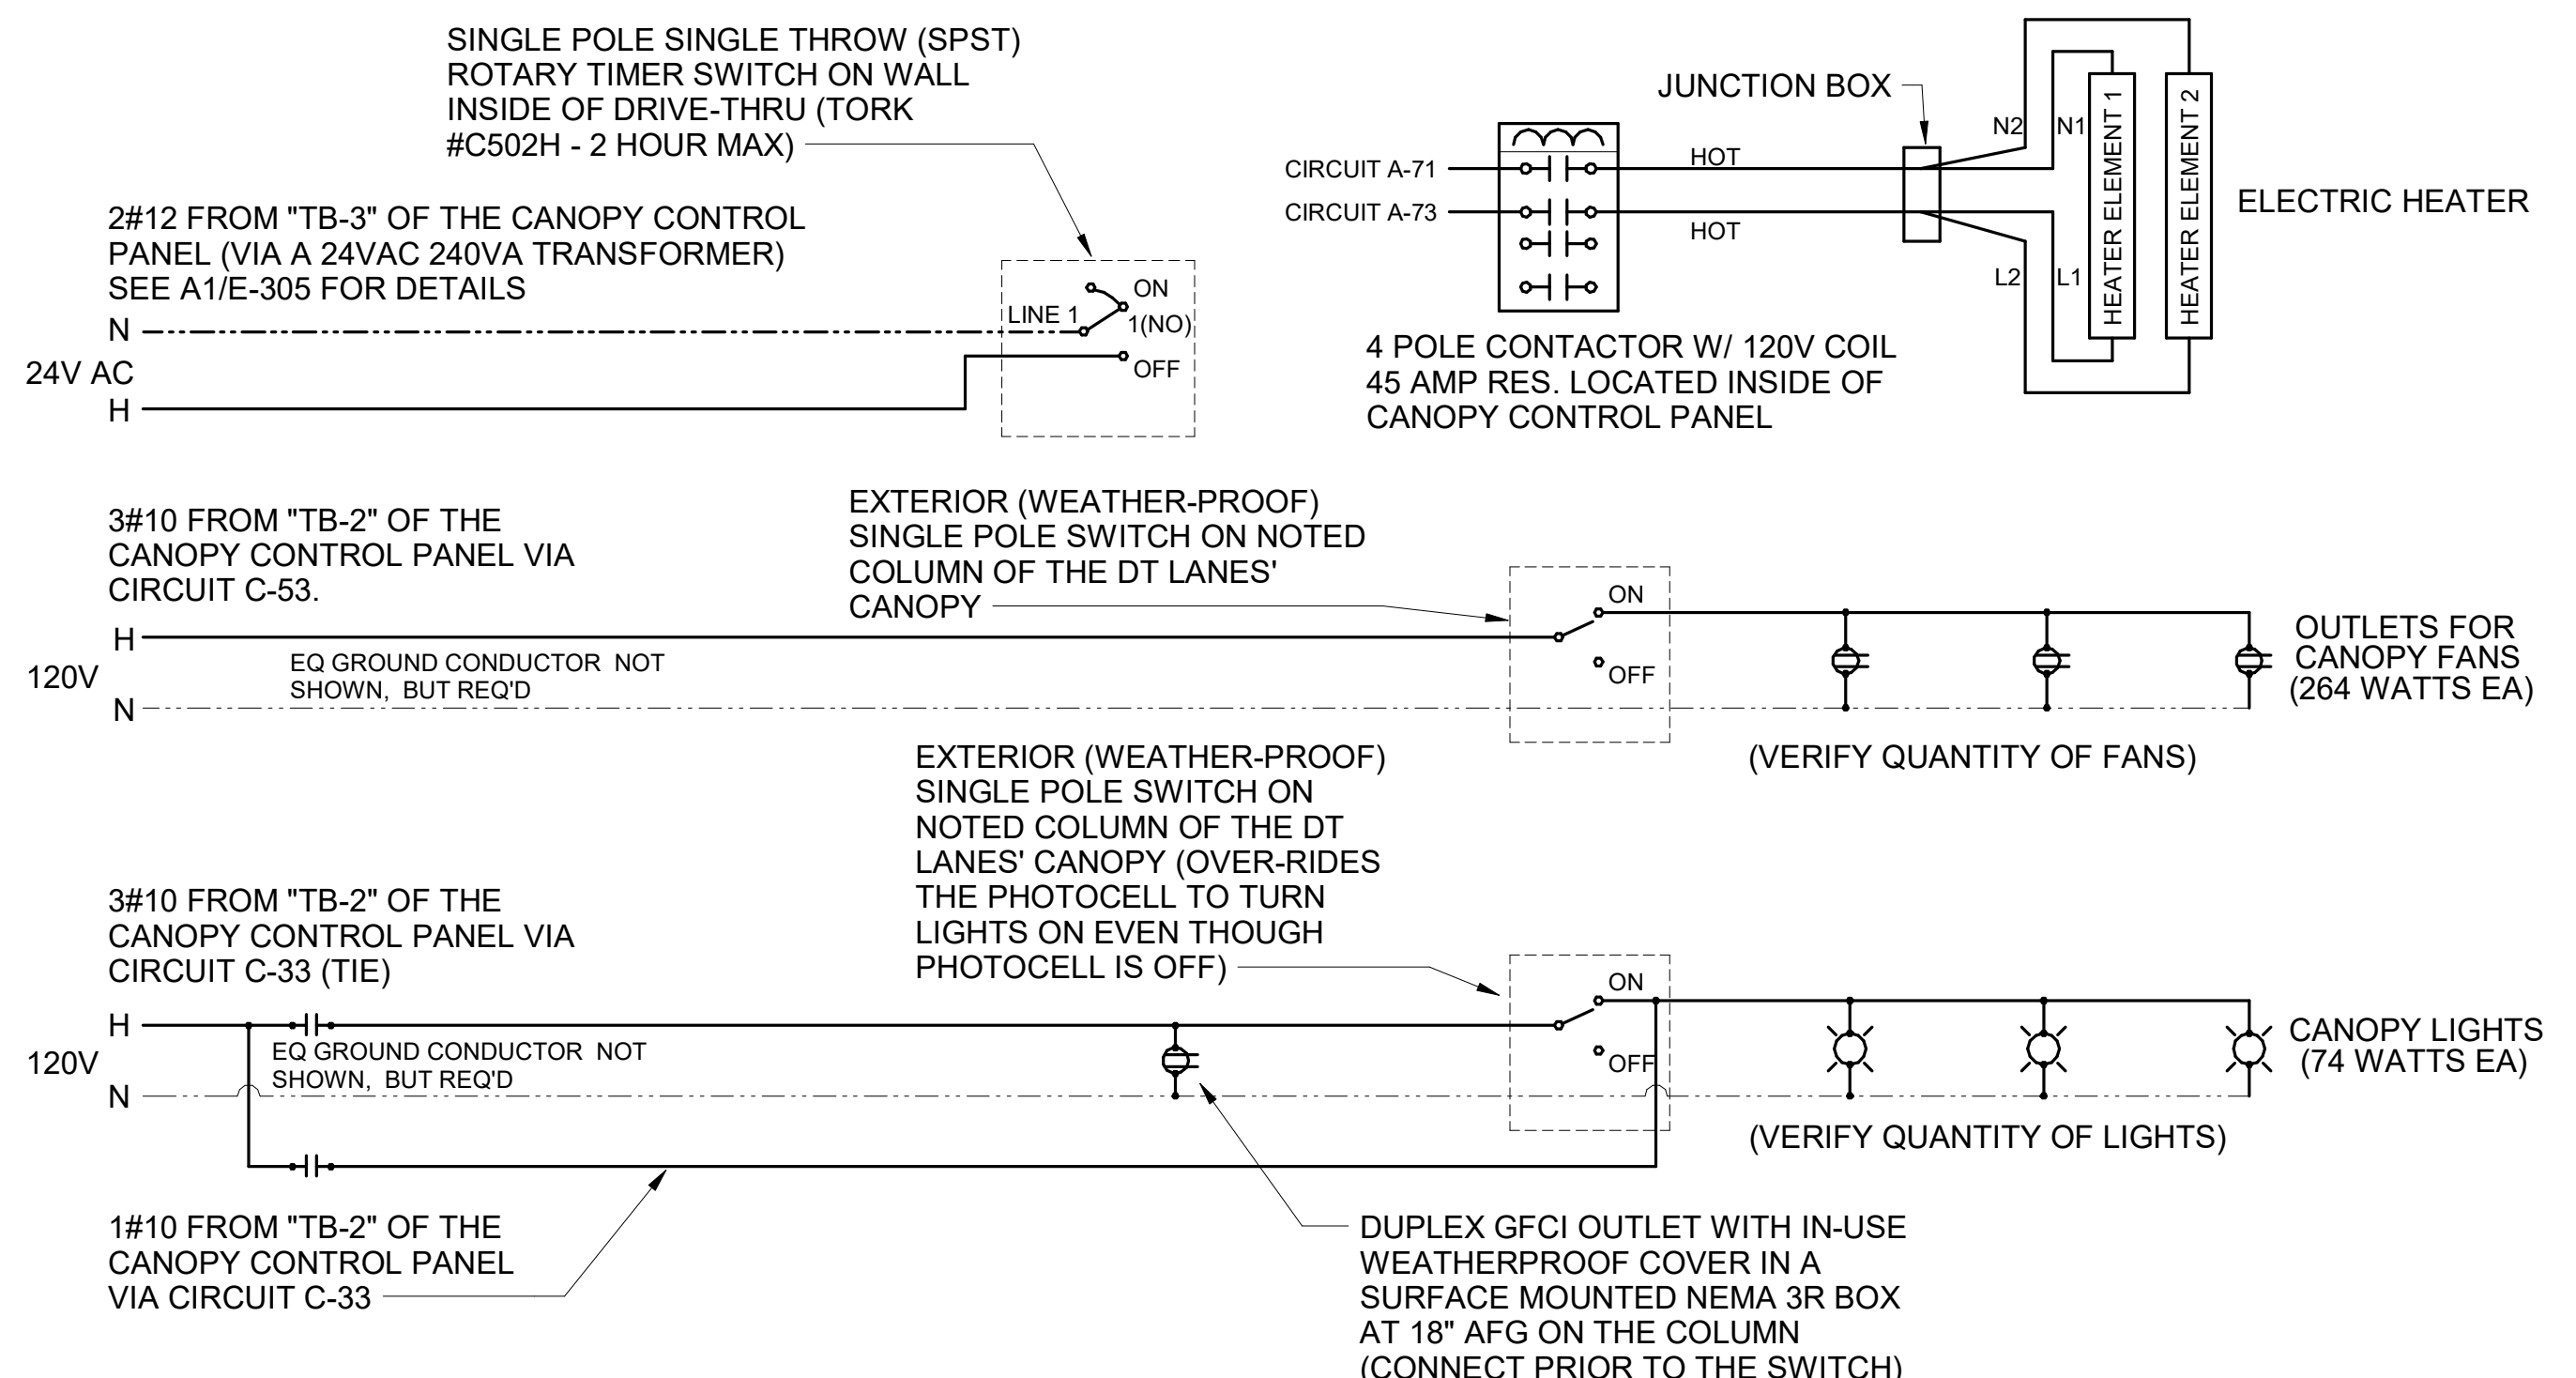 SINGLE POLE SINGLE THROW (SPST)
ROTARY TIMER SWITCH ON WALL
INSIDE OF DRIVE-THRU (TORK
#C502H - 2 HOUR MAX)
2#12 FROM "TB-3" OF THE CANOPY CONTROL
PANEL (VIA A 24VAC 240VA TRANSFORMER)
SEE A1/E-305 FOR DETAILS
N
24V AC
H
LINE 1
ON
1(NO)
OFF
JUNCTION BOX
CIRCUIT A-71
CIRCUIT A-73
HOT
HOT
N2
N1
L2
L1
HEATER ELEMENT 1
HEATER ELEMENT 2
ELECTRIC HEATER
4 POLE CONTACTOR W/ 120V COIL
45 AMP RES. LOCATED INSIDE OF
CANOPY CONTROL PANEL
3#10 FROM "TB-2" OF THE
CANOPY CONTROL PANEL VIA
CIRCUIT C-53.
H
120V
N
EQ GROUND CONDUCTOR NOT
SHOWN, BUT REQ'D
EXTERIOR (WEATHER-PROOF)
SINGLE POLE SWITCH ON NOTED
COLUMN OF THE DT LANES'
CANOPY
ON
OFF
OUTLETS FOR
CANOPY FANS
(264 WATTS EA)
(VERIFY QUANTITY OF FANS)
EXTERIOR (WEATHER-PROOF)
SINGLE POLE SWITCH ON
NOTED COLUMN OF THE DT
LANES' CANOPY (OVER-RIDES
THE PHOTOCELL TO TURN
LIGHTS ON EVEN THOUGH
PHOTOCELL IS OFF)
3#10 FROM "TB-2" OF THE
CANOPY CONTROL PANEL VIA
CIRCUIT C-33 (TIE)
H
120V
N
EQ GROUND CONDUCTOR NOT
SHOWN, BUT REQ'D
ON
OFF
CANOPY LIGHTS
(74 WATTS EA)
(VERIFY QUANTITY OF LIGHTS)
1#10 FROM "TB-2" OF THE
CANOPY CONTROL PANEL
VIA CIRCUIT C-33
DUPLEX GFCI OUTLET WITH IN-USE
WEATHERPROOF COVER IN A
SURFACE MOUNTED NEMA 3R BOX
AT 18" AFG ON THE COLUMN
(CONNECT PRIOR TO THE SWITCH)